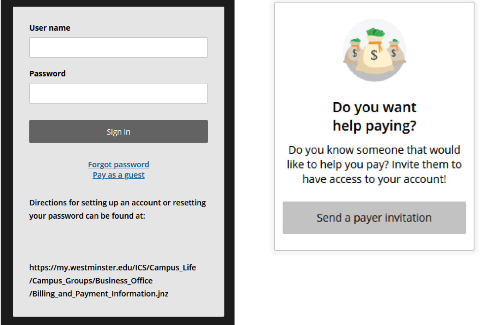 User name
Password
Sign in
Forgot password
Pay as a guest
Directions for setting up an account or resetting
your password can be found at:
https://my.westminster.edu/ICS/Campus_Life
/Campus_Groups/Business_Office
/Billing_and_Payment_Information.jnz
$ $ $
Do you want
help paying?
Do you know someone that would
like to help you pay? Invite them to
have access to your account!
Send a payer invitation